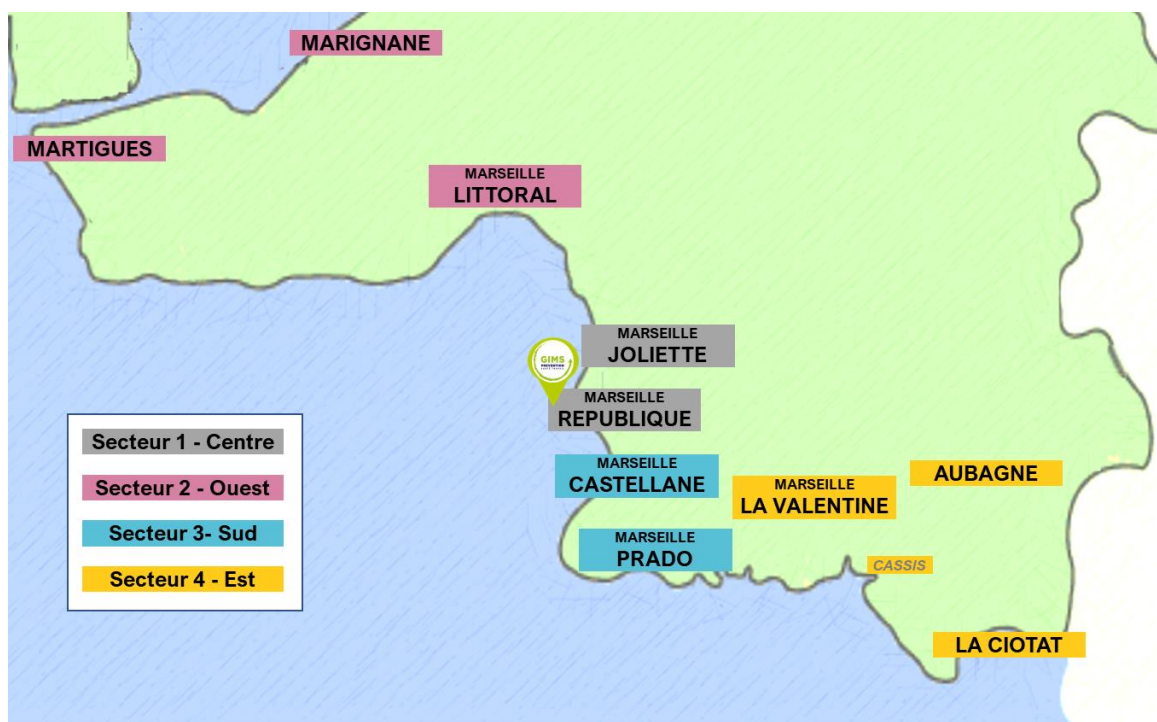 MARIGNANE
MARTIGUES
MARSEILLE
LITTORAL
MARSEILLE
JOLIETTE
GIMS
MARSEILLE
REPUBLIQUE
Secteur 1 - Centre
Secteur 2 - Ouest
Secteur 3- Sud
Secteur 4 - Est
MARSEILLE
CASTELLANE
MARSEILLE
LA VALENTINE
AUBAGNE
MARSEILLE
PRADO
CASSIS
LA CIOTAT